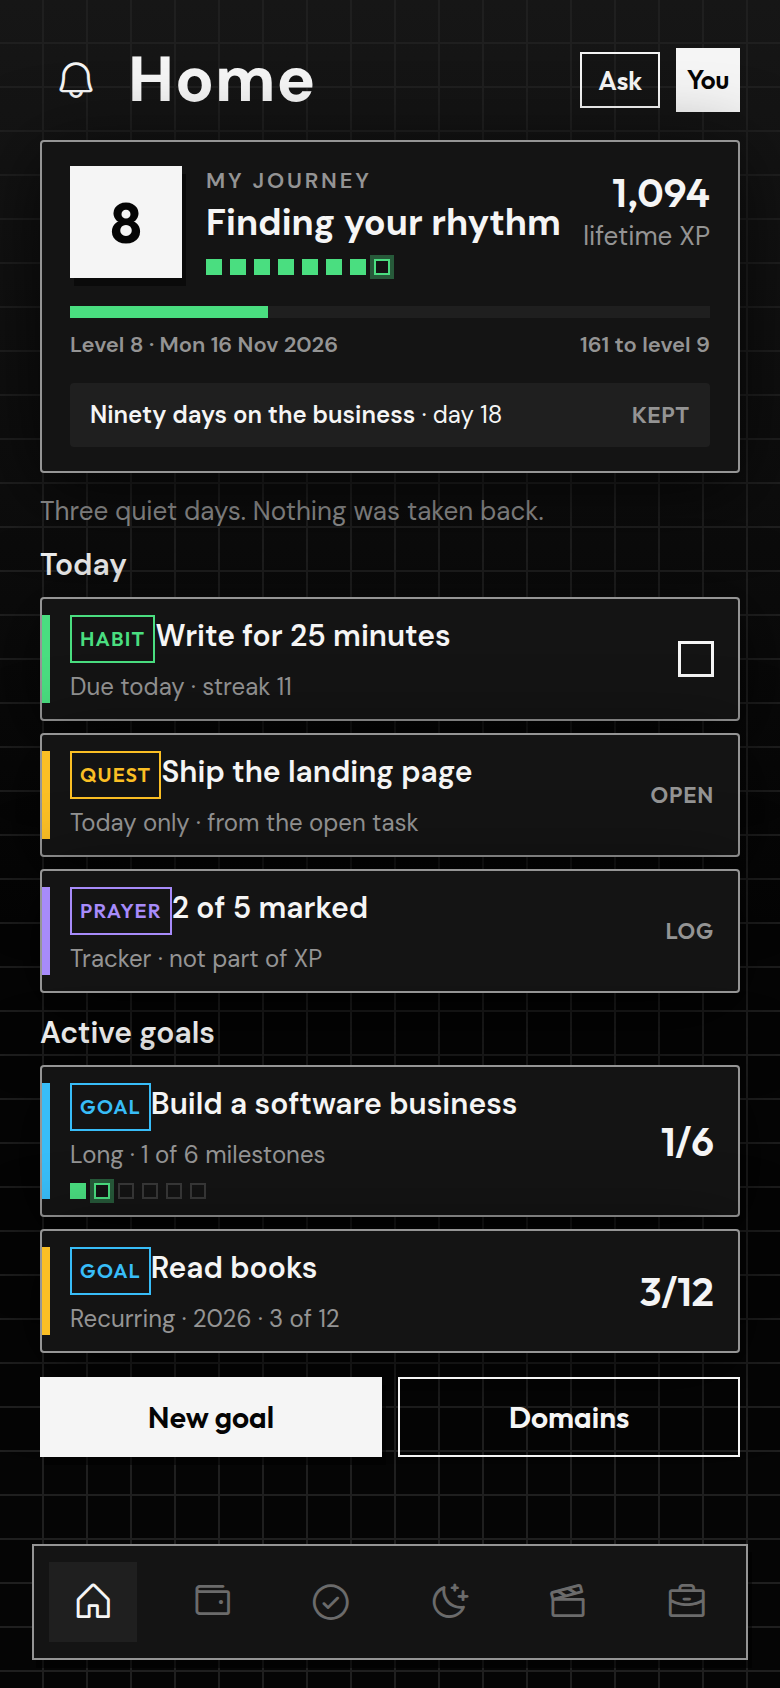 Home
Ask
You
8
MY JOURNEY
Finding your rhythm
1,094
lifetime XP
Level 8 · Mon 16 Nov 2026
161 to level 9
Ninety days on the business · day 18
KEPT
Three quiet days. Nothing was taken back.
Today
HABIT Write for 25 minutes
Due today · streak 11
QUEST Ship the landing page
Today only · from the open task
OPEN
PRAYER 2 of 5 marked
Tracker · not part of XP
LOG
Active goals
GOAL Build a software business
Long · 1 of 6 milestones
1/6
GOAL Read books
Recurring · 2026 · 3 of 12
3/12
New goal
Domains